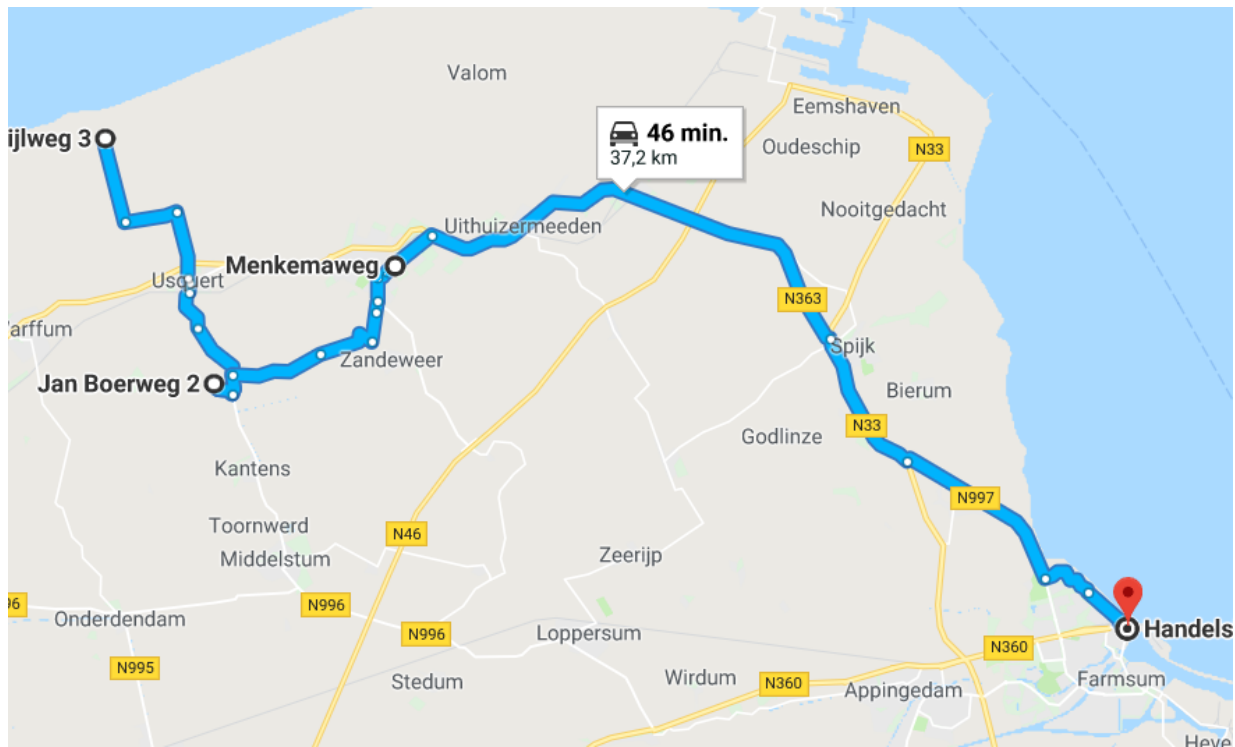 Valom
Eemshaven
ijlweg 3
46 min.
37,2 km
Oudeschip
N33
Nooitgedacht
Uithuizermeeden
Menkemaweg
Usquert
N363
arffum
Zandeweer
Spijk
Jan Boerweg 2
Bierum
N33
Godlinze
Kantens
N997
Toornwerd
N46
Middelstum
Zeerijp
96
N996
Onderdendam
N996
Loppersum
Handels
N360
N995
Wirdum
Farmsum
Stedum
N360
Appingedam
Heve